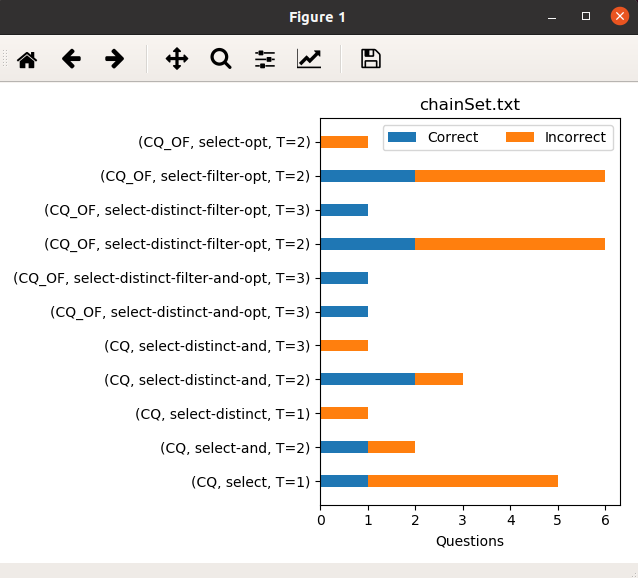 Figure 1
chainSet.txt
Correct Incorrect
(CQ_OF, select-opt, T=2)
(CQ_OF, select-filter-opt, T=2)
(CQ_OF, select-distinct-filter-opt, T=3)
(CQ_OF, select-distinct-filter-opt, T=2)
(CQ_OF, select-distinct-filter-and-opt, T=3)
(CQ_OF, select-distinct-and-opt, T=3)
(CQ, select-distinct-and, T=3)
(CQ, select-distinct-and, T=2)
(CQ, select-distinct, T=1)
(CQ, select-and, T=2)
(CQ, select, T=1)
0 1 2 3 4 5 6
Questions